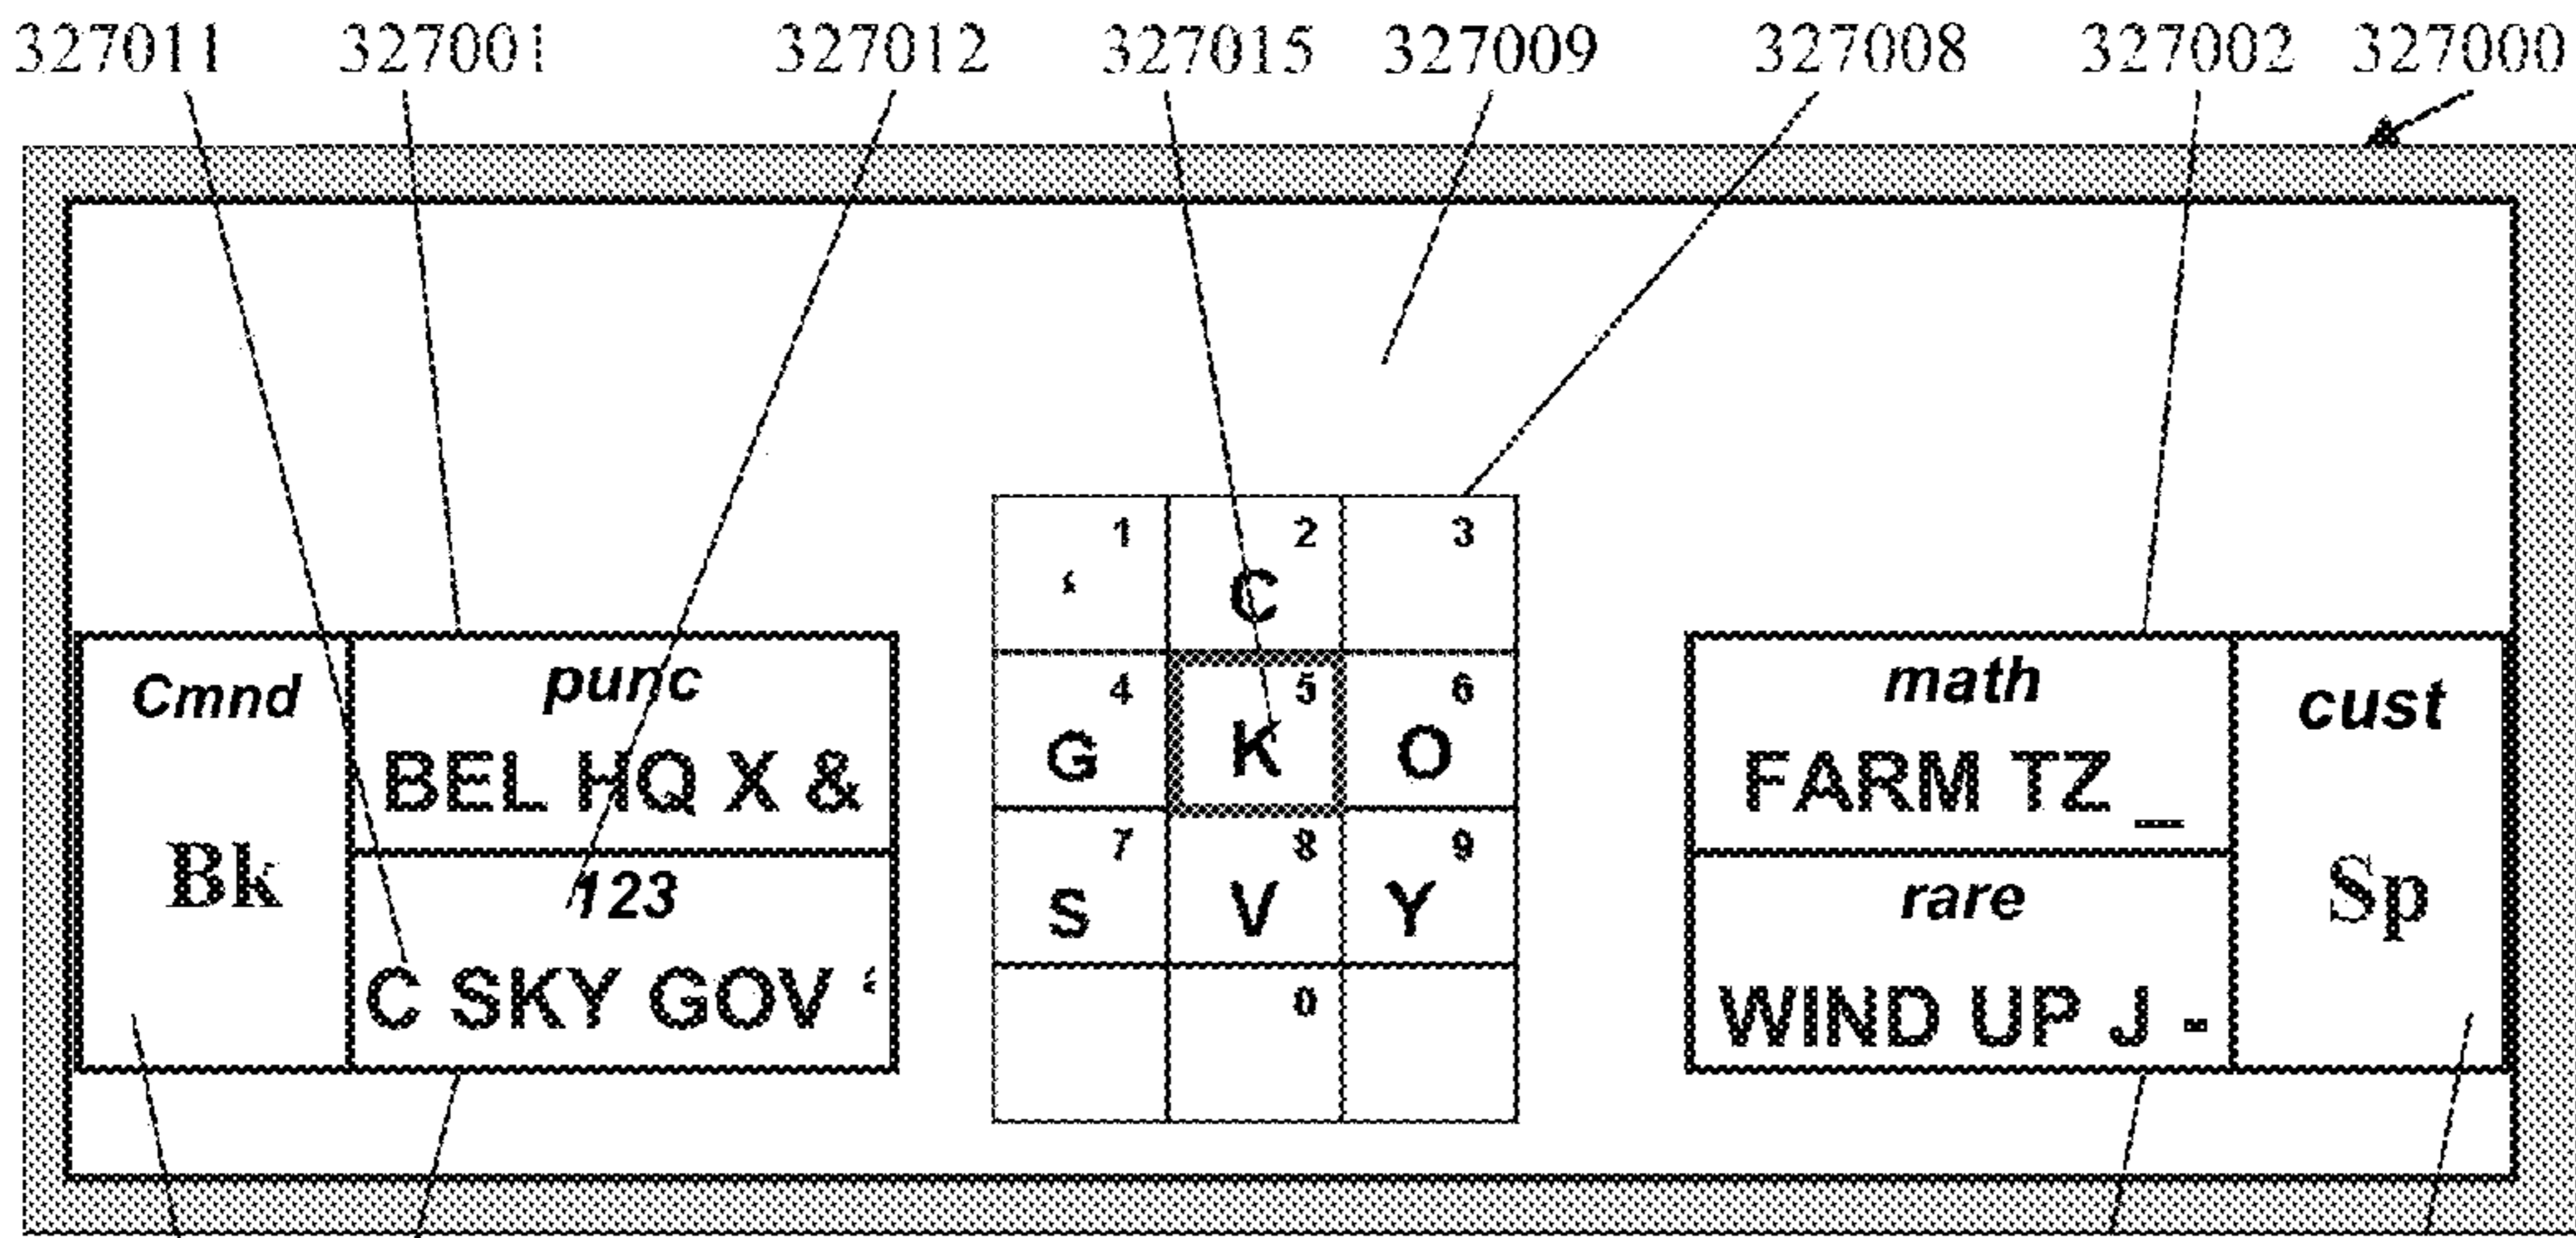 327011 327001 327012 327015 327009 327008 327002 327000
1 2 3
C
Cmnd punc 4 5 6 math cust
BEL HQ X & G K O FARM TZ _
Bk 123 7 8 9 rare Sp
S V Y
C SKY GOV 0 WIND UP J -